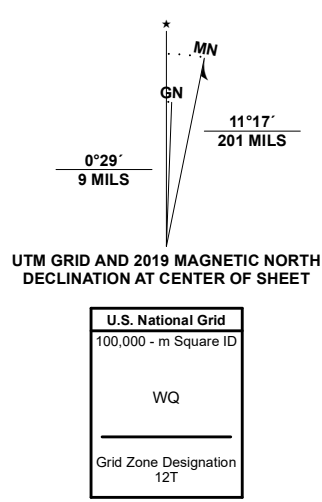 ★
MN
GN
11°17´
201 MILS
0°29´
9 MILS
UTM GRID AND 2019 MAGNETIC NORTH
DECLINATION AT CENTER OF SHEET
U.S. National Grid
100,000 - m Square ID
WQ
Grid Zone Designation
12T